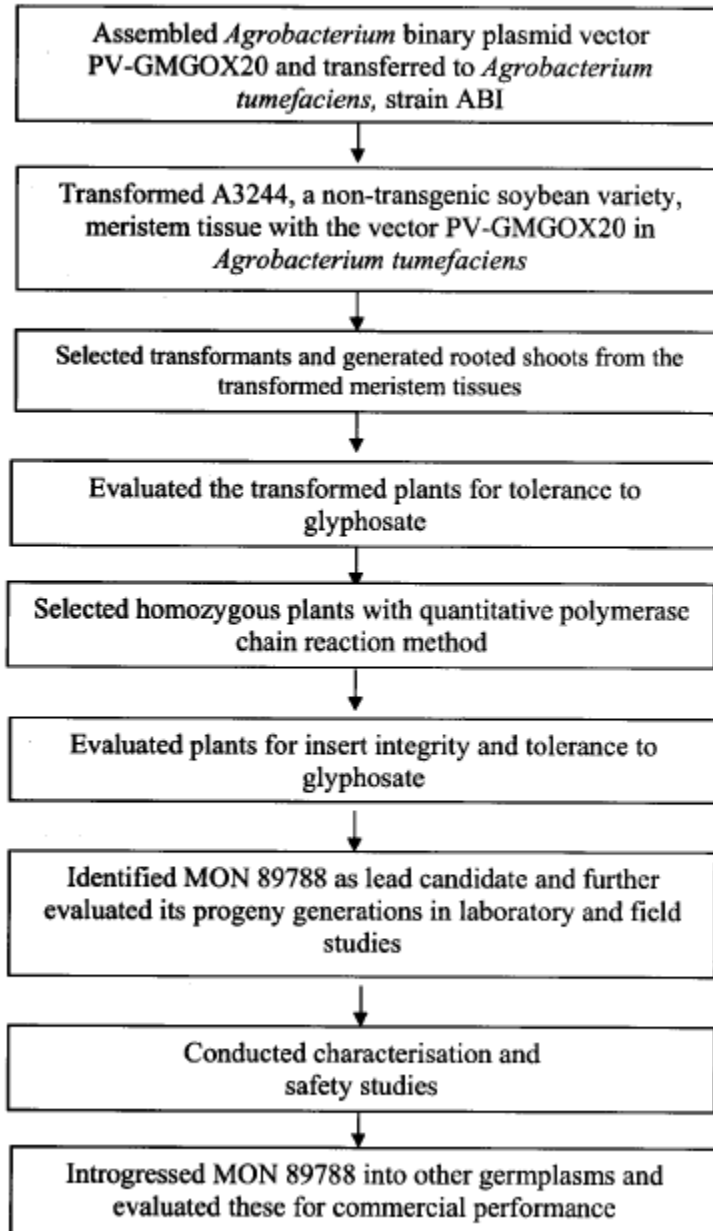 Assembled Agrobacterium binary plasmid vector
PV-GMGOX20 and transferred to Agrobacterium
tumefaciens, strain ABI
Transformed A3244, a non-transgenic soybean variety,
meristem tissue with the vector PV-GMGOX20 in
Agrobacterium tumefaciens
Selected transformants and generated rooted shoots from the
transformed meristem tissues
Evaluated the transformed plants for tolerance to
glyphosate
Selected homozygous plants with quantitative polymerase
chain reaction method
Evaluated plants for insert integrity and tolerance to
glyphosate
Identified MON 89788 as lead candidate and further
evaluated its progeny generations in laboratory and field
studies
Conducted characterisation and
safety studies
Introgressed MON 89788 into other germplasms and
evaluated these for commercial performance